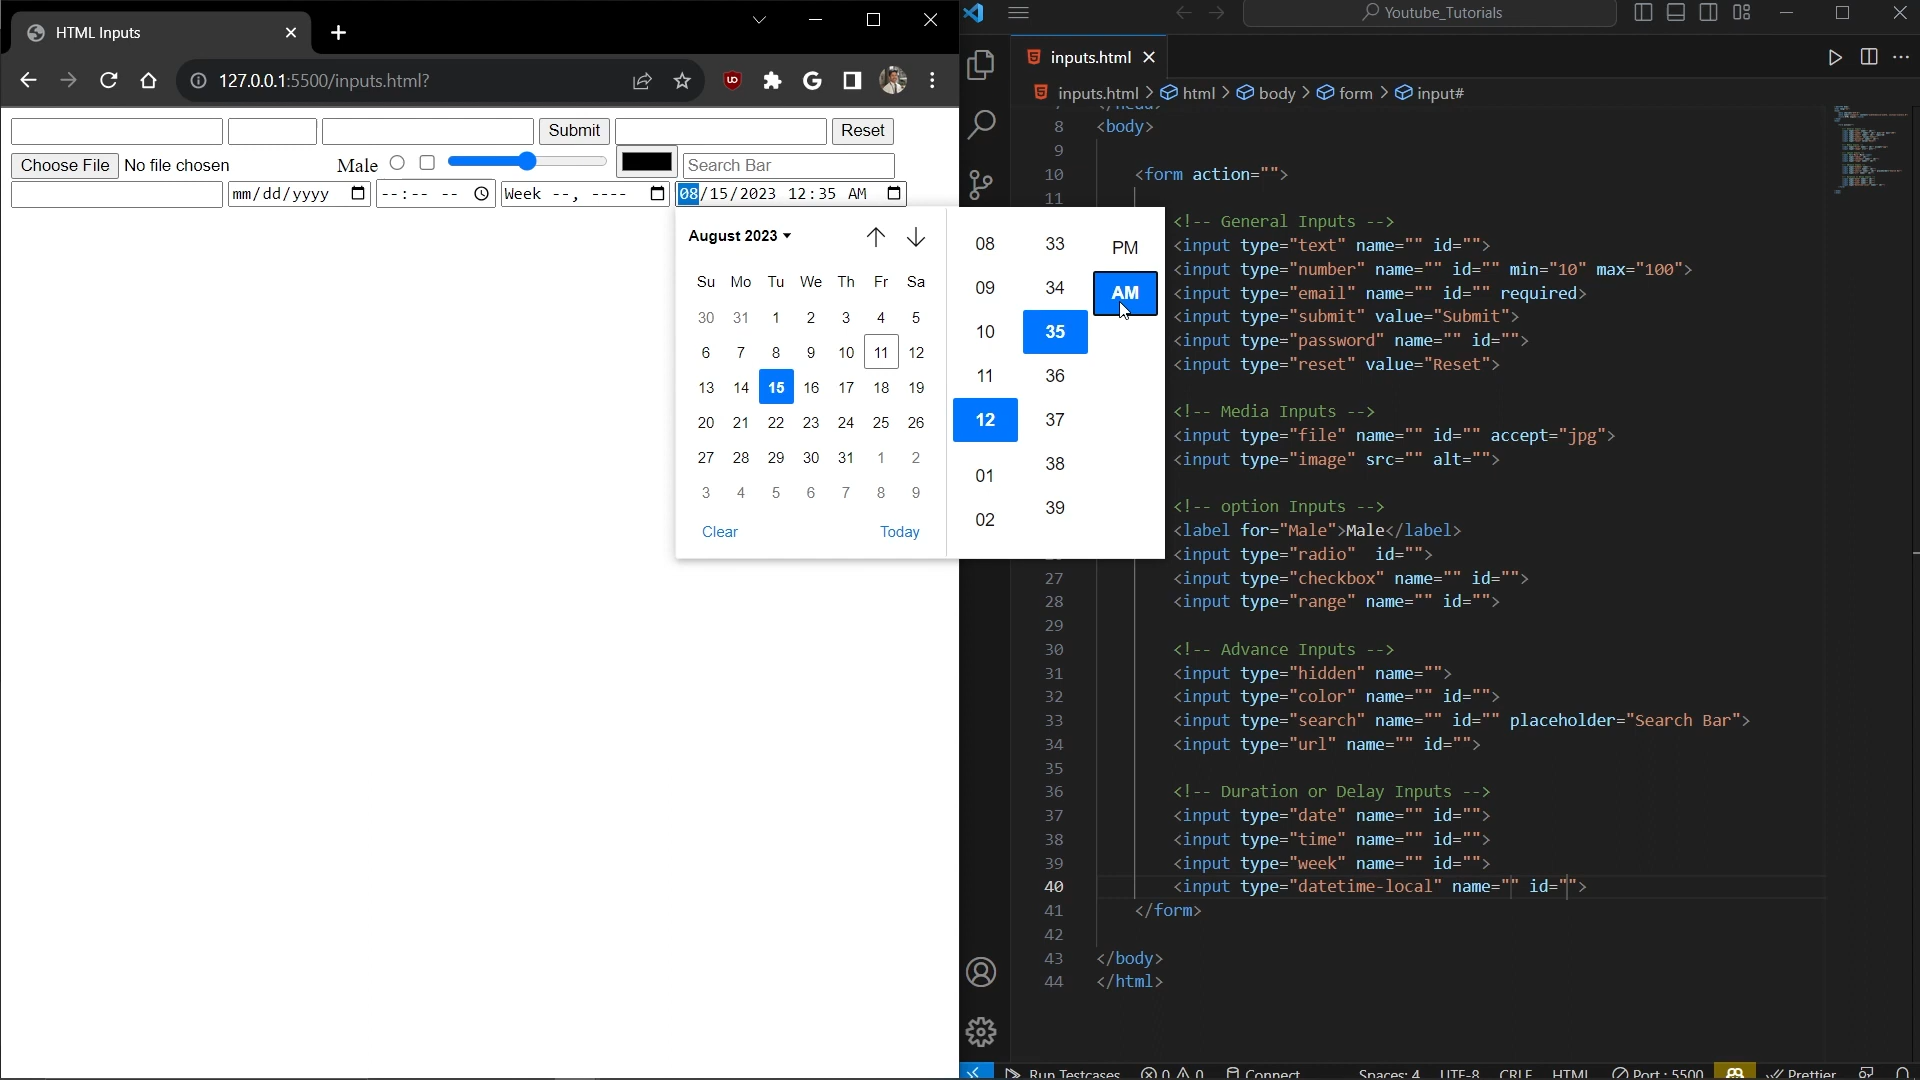 HTML Inputs
127.0.0.1:5500/inputs.html?
Submit
Reset
Choose File No file chosen
Male
Search Bar
mm/dd/yyyy
--:-- --
Week --, ----
08/15/2023 12:35 AM
August 2023
Su Mo Tu We Th Fr Sa
30 31 1 2 3 4 5
6 7 8 9 10 11 12
13 14 15 16 17 18 19
20 21 22 23 24 25 26
27 28 29 30 31 1 2
3 4 5 6 7 8 9
Clear Today
08 33 PM
09 34 AM
10 35
11 36
12 37
01 38
02 39
Youtube_Tutorials
inputs.html
inputs.html > html > body > form > input#
8 <body>
9
10 <form action="">
11
<!-- General Inputs -->
<input type="text" name="" id="">
<input type="number" name="" id="" min="10" max="100">
<input type="email" name="" id="" required>
<input type="submit" value="Submit">
<input type="password" name="" id="">
<input type="reset" value="Reset">
<!-- Media Inputs -->
<input type="file" name="" id="" accept="jpg">
<input type="image" src="" alt="">
<!-- option Inputs -->
<label for="Male">Male</label>
<input type="radio"  id="">
27 <input type="checkbox" name="" id="">
28 <input type="range" name="" id="">
29
30 <!-- Advance Inputs -->
31 <input type="hidden" name="">
32 <input type="color" name="" id="">
33 <input type="search" name="" id="" placeholder="Search Bar">
34 <input type="url" name="" id="">
35
36 <!-- Duration or Delay Inputs -->
37 <input type="date" name="" id="">
38 <input type="time" name="" id="">
39 <input type="week" name="" id="">
40 <input type="datetime-local" name="" id="">
41 </form>
42
43 </body>
44 </html>
Run Testcases 0 0 Connect Spaces: 4 UTF-8 CRLF HTML Port : 5500 Prettier